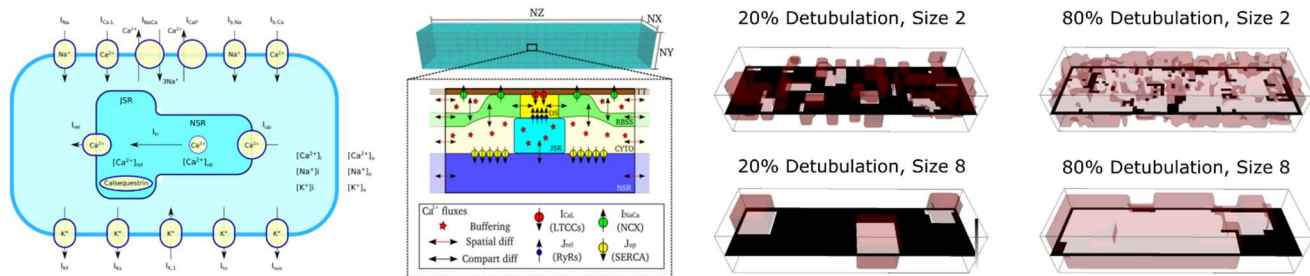 I_Na I_Ca,L I_NaCa I_CaP I_b,Na I_b,Ca
Ca²⁺ Ca²⁺
Na⁺ Ca²⁺ Na⁺ Ca²⁺
3Na⁺
JSR
NSR
I_rel I_tr I_up
Ca²⁺ Ca²⁺ Ca²⁺
[Ca²⁺]_rel [Ca²⁺]_up
Calsequestrin
[Ca²⁺]_i
[Na⁺]i [Na⁺]_o
[K⁺]i [K⁺]_o
K⁺ K⁺ K⁺ K⁺ K⁺
I_Kr I_Ks I_K,1 I_to I_sus
NZ
NX
NY
TT
DS
RBSS
CYTO
JSR
NSR
Ca²⁺ fluxes
Buffering
Spatial diff
Compart diff
I_CaL
(LTCCs)
I_NaCa
(NCX)
J_rel
(RyRs)
J_up
(SERCA)
20% Detubulation, Size 2
80% Detubulation, Size 2
20% Detubulation, Size 8
80% Detubulation, Size 8